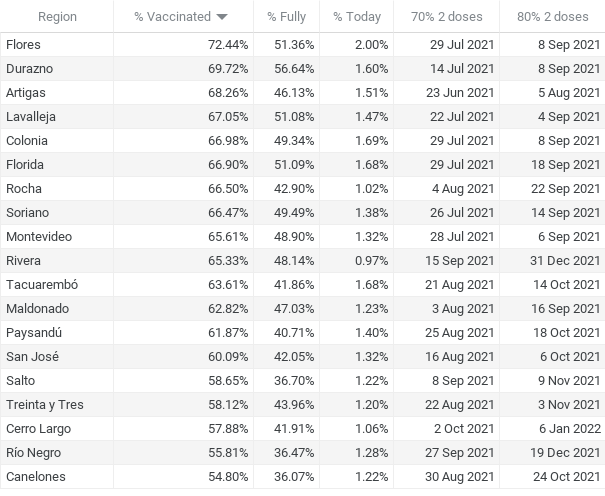 Region % Vaccinated % Fully % Today 70% 2 doses 80% 2 doses
Flores 72.44% 51.36% 2.00% 29 Jul 2021 8 Sep 2021
Durazno 69.72% 56.64% 1.60% 14 Jul 2021 8 Sep 2021
Artigas 68.26% 46.13% 1.51% 23 Jun 2021 5 Aug 2021
Lavalleja 67.05% 51.08% 1.47% 22 Jul 2021 4 Sep 2021
Colonia 66.98% 49.34% 1.69% 29 Jul 2021 8 Sep 2021
Florida 66.90% 51.09% 1.68% 29 Jul 2021 18 Sep 2021
Rocha 66.50% 42.90% 1.02% 4 Aug 2021 22 Sep 2021
Soriano 66.47% 49.49% 1.38% 26 Jul 2021 14 Sep 2021
Montevideo 65.61% 48.90% 1.32% 28 Jul 2021 6 Sep 2021
Rivera 65.33% 48.14% 0.97% 15 Sep 2021 31 Dec 2021
Tacuarembó 63.61% 41.86% 1.68% 21 Aug 2021 14 Oct 2021
Maldonado 62.82% 47.03% 1.23% 3 Aug 2021 16 Sep 2021
Paysandú 61.87% 40.71% 1.40% 25 Aug 2021 18 Oct 2021
San José 60.09% 42.05% 1.32% 16 Aug 2021 6 Oct 2021
Salto 58.65% 36.70% 1.22% 8 Sep 2021 9 Nov 2021
Treinta y Tres 58.12% 43.96% 1.20% 22 Aug 2021 3 Nov 2021
Cerro Largo 57.88% 41.91% 1.06% 2 Oct 2021 6 Jan 2022
Río Negro 55.81% 36.47% 1.28% 27 Sep 2021 19 Dec 2021
Canelones 54.80% 36.07% 1.22% 30 Aug 2021 24 Oct 2021